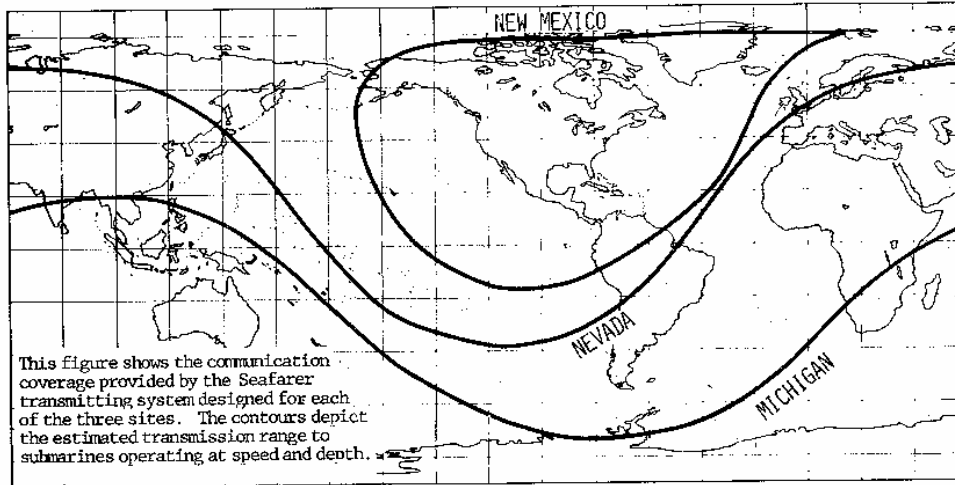 NEW MEXICO
NEVADA
MICHIGAN
This figure shows the communication
coverage provided by the Seafarer
transmitting system designed for each
of the three sites. The contours depict
the estimated transmission range to
submarines operating at speed and depth.